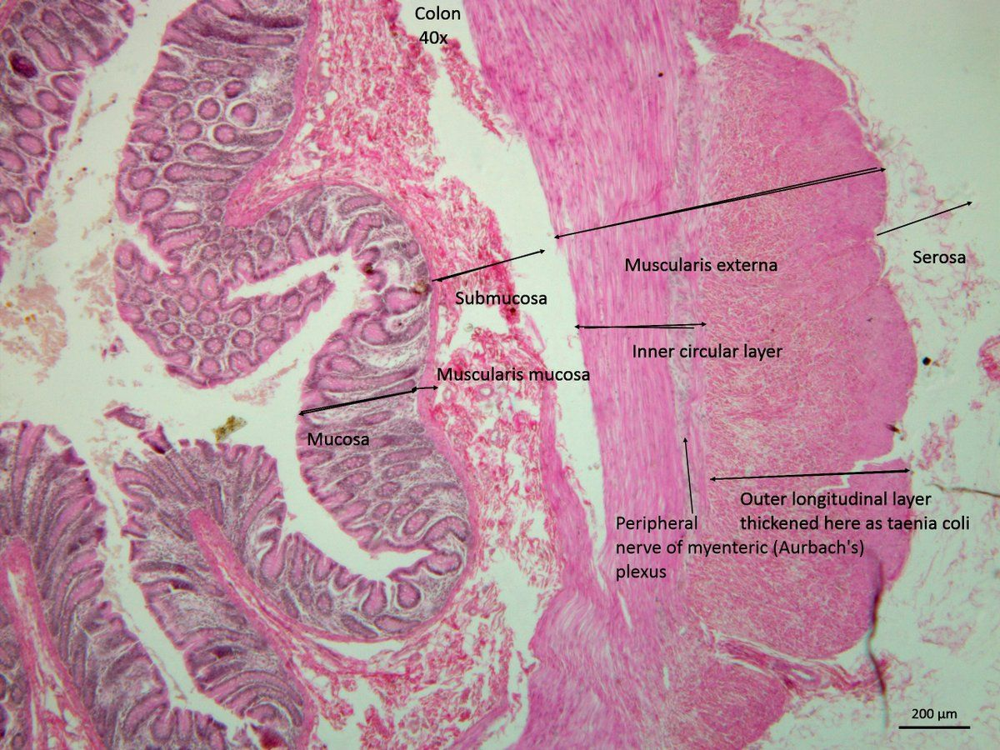 Colon
40x
Muscularis externa
Serosa
Submucosa
Inner circular layer
Muscularis mucosa
Mucosa
Outer longitudinal layer
thickened here as taenia coli
Peripheral
nerve of myenteric (Aurbach's)
plexus
200 µm